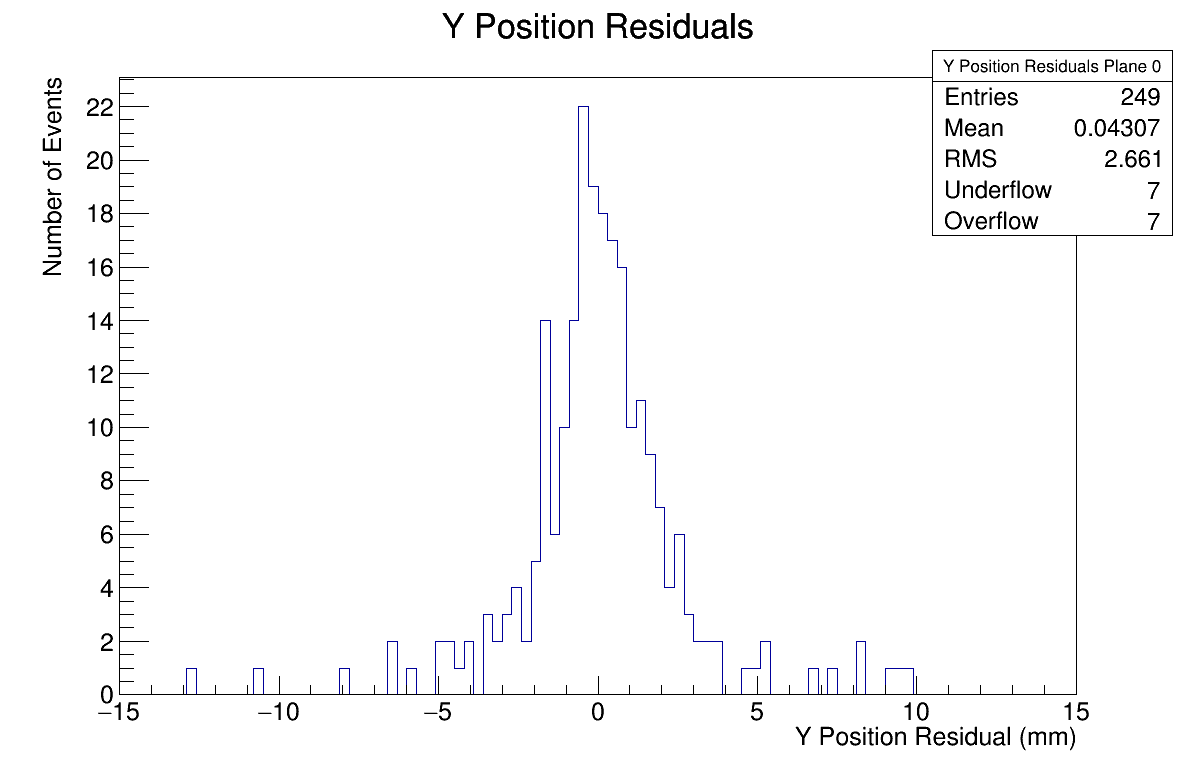 Y Position Residuals
Y Position Residuals Plane 0
Entries 249
Mean 0.04307
RMS 2.661
Underflow 7
Overflow 7
Number of Events
22
20
18
16
14
12
10
8
6
4
2
0
−15 −10 −5 0 5 10 15
Y Position Residual (mm)